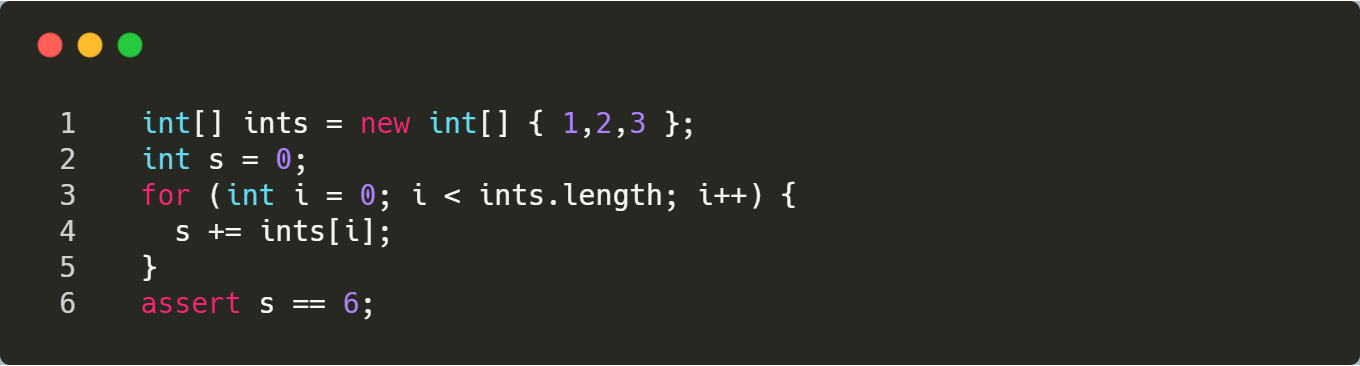 1 int[] ints = new int[] { 1,2,3 };
2 int s = 0;
3 for (int i = 0; i < ints.length; i++) {
4   s += ints[i];
5 }
6 assert s == 6;